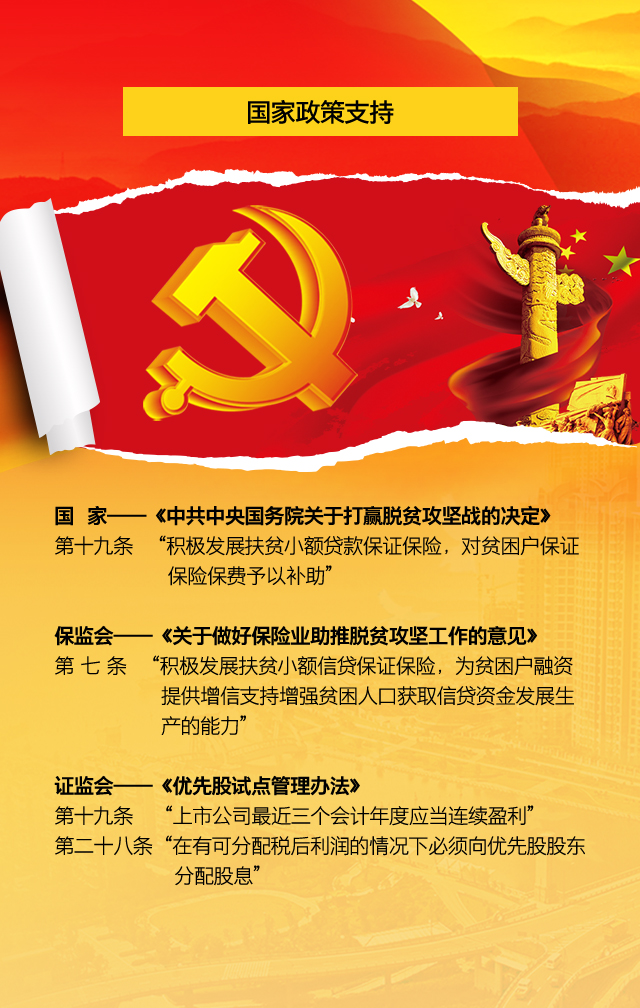 国家政策支持
国 家——《中共中央国务院关于打赢脱贫攻坚战的决定》
第十九条 “积极发展扶贫小额贷款保证保险，对贫困户保证
保险保费予以补助”
保监会——《关于做好保险业助推脱贫攻坚工作的意见》
第 七 条 “积极发展扶贫小额信贷保证保险，为贫困户融资
提供增信支持增强贫困人口获取信贷资金发展生
产的能力”
证监会——《优先股试点管理办法》
第十九条 “上市公司最近三个会计年度应当连续盈利”
第二十八条 “在有可分配税后利润的情况下必须向优先股股东
分配股息”